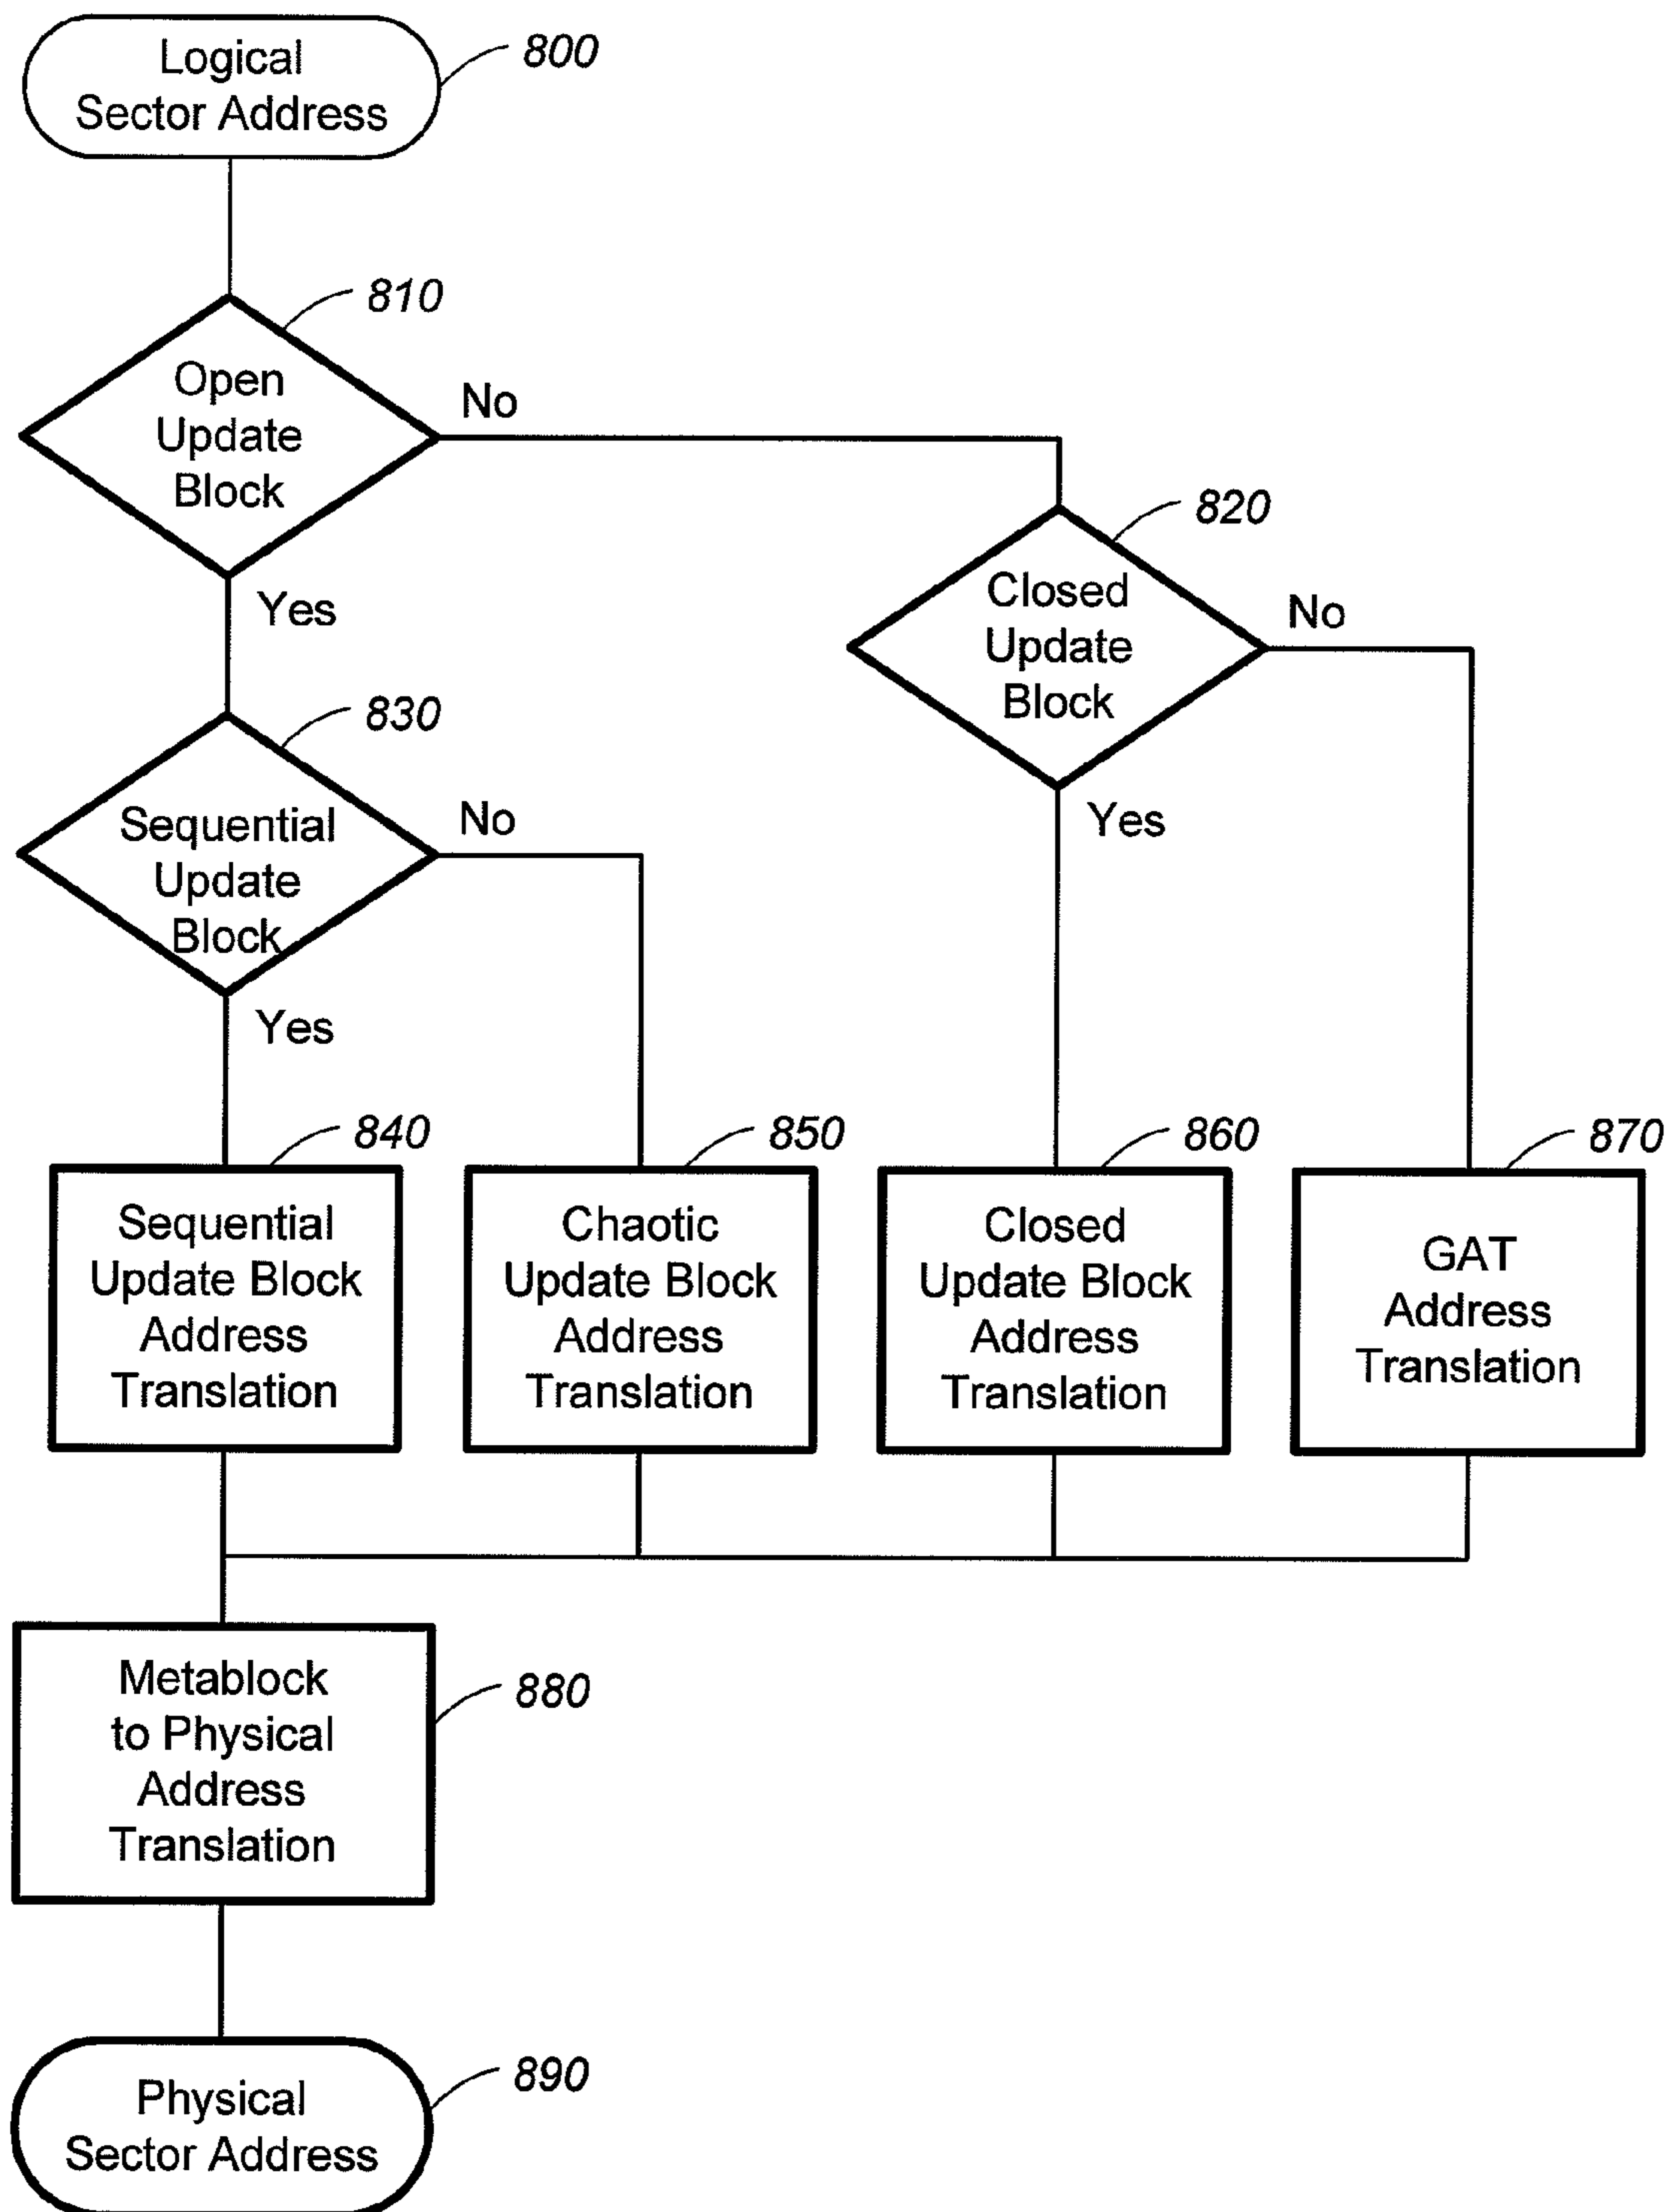 Logical
Sector Address
800
810
Open
Update
Block
No
Yes
820
Closed
Update
Block
No
Yes
830
Sequential
Update
Block
No
Yes
840
Sequential
Update Block
Address
Translation
850
Chaotic
Update Block
Address
Translation
860
Closed
Update Block
Address
Translation
870
GAT
Address
Translation
Metablock
to Physical
Address
Translation
880
Physical
Sector Address
890